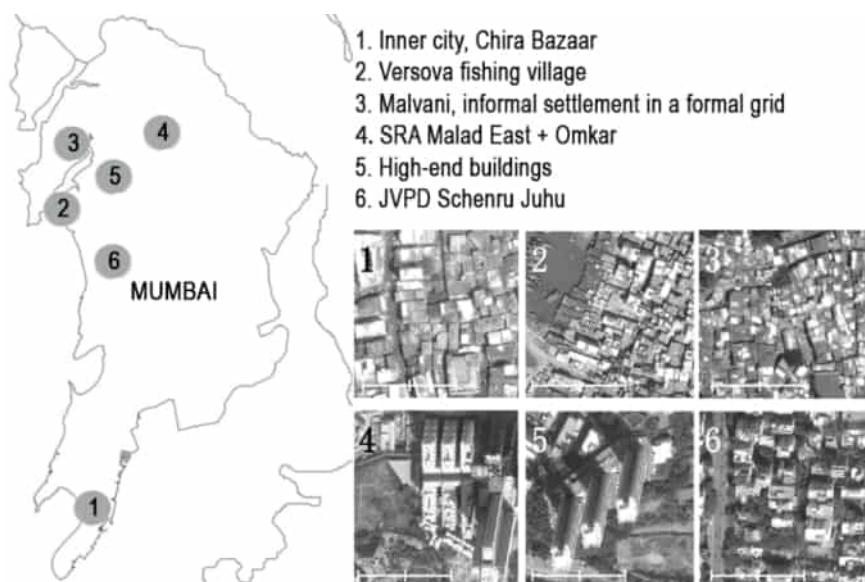 1. Inner city, Chira Bazaar
2. Versova fishing village
3. Malvani, informal settlement in a formal grid
4. SRA Malad East + Omkar
5. High-end buildings
6. JVPD Schenru Juhu
4
3
5
2
6
MUMBAI
1
1
2
3
4
5
6